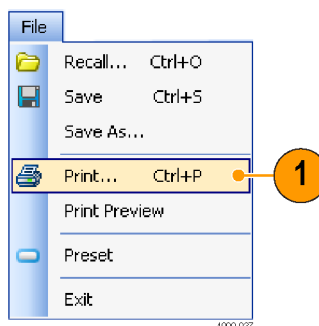 File
Recall... Ctrl+O
Save Ctrl+S
Save As...
Print... Ctrl+P
1
Print Preview
Preset
Exit